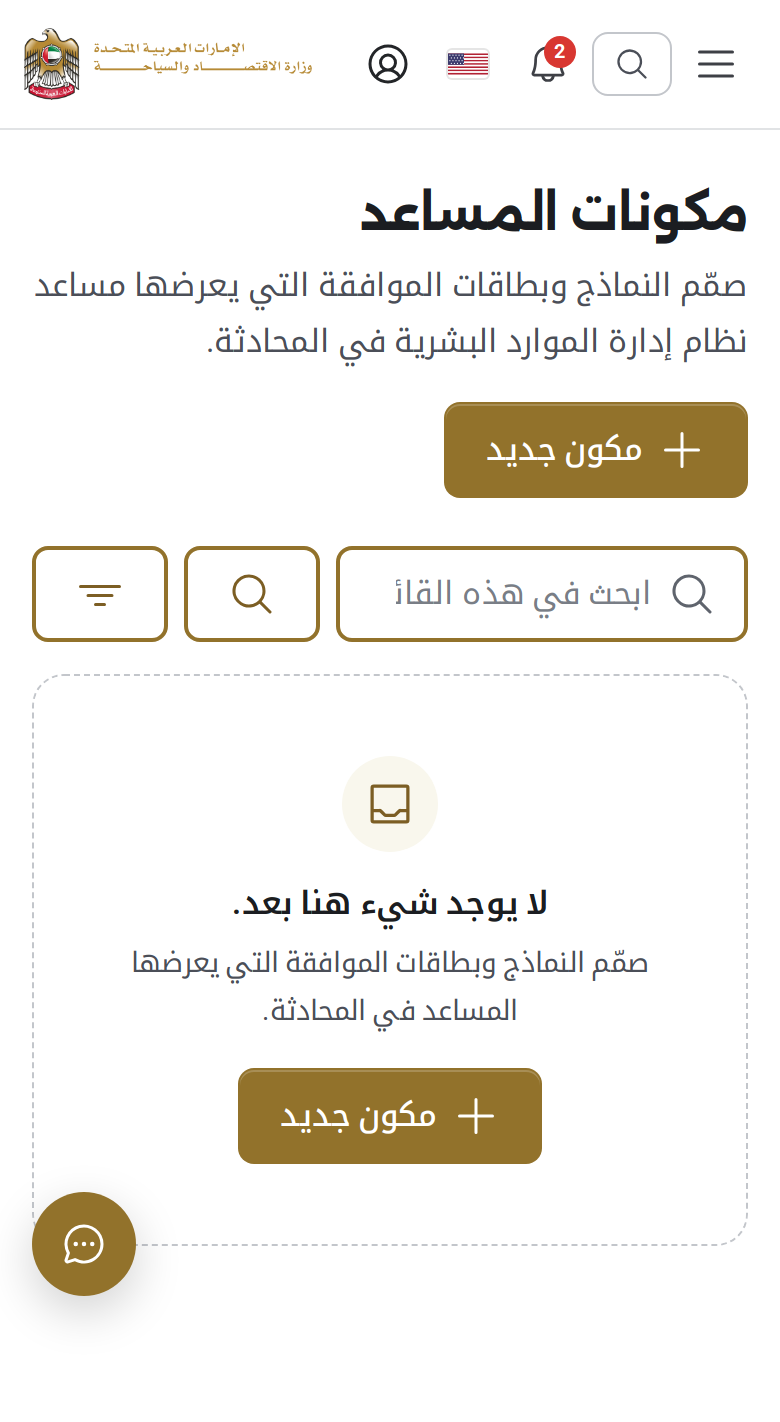 الإمارات العربية المتحدة
وزارة الاقتصاد والسياحة
2
مكونات المساعد
صمّم النماذج وبطاقات الموافقة التي يعرضها مساعد
نظام إدارة الموارد البشرية في المحادثة.
مكون جديد
ابحث في هذه القائ
لا يوجد شيء هنا بعد.
صمّم النماذج وبطاقات الموافقة التي يعرضها
المساعد في المحادثة.
مكون جديد